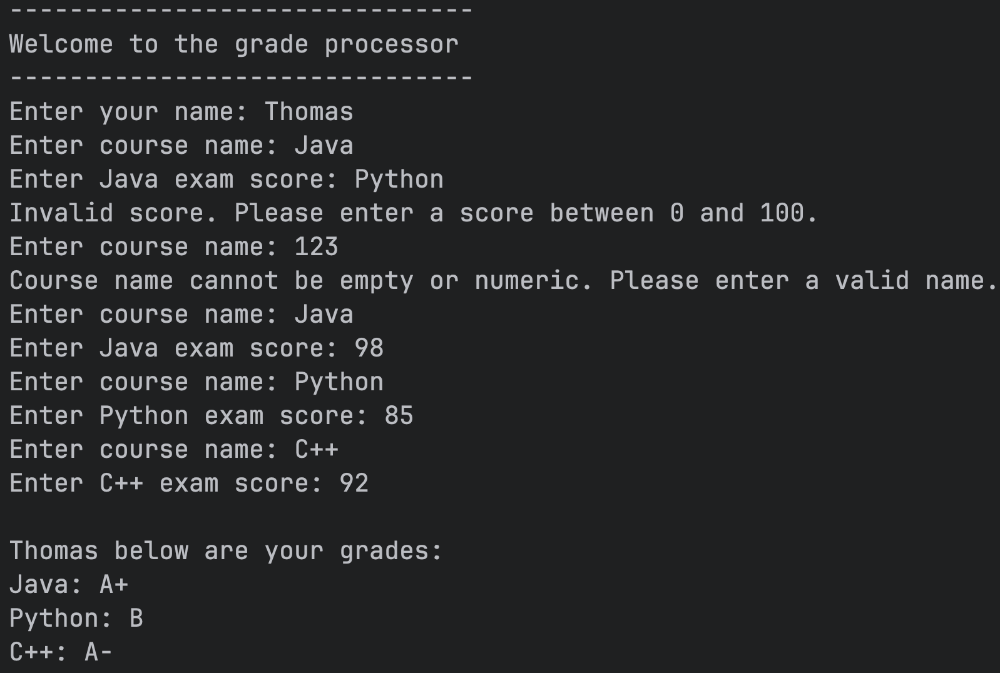 -------------------------------
Welcome to the grade processor
-------------------------------
Enter your name: Thomas
Enter course name: Java
Enter Java exam score: Python
Invalid score. Please enter a score between 0 and 100.
Enter course name: 123
Course name cannot be empty or numeric. Please enter a valid name.
Enter course name: Java
Enter Java exam score: 98
Enter course name: Python
Enter Python exam score: 85
Enter course name: C++
Enter C++ exam score: 92

Thomas below are your grades:
Java: A+
Python: B
C++: A-